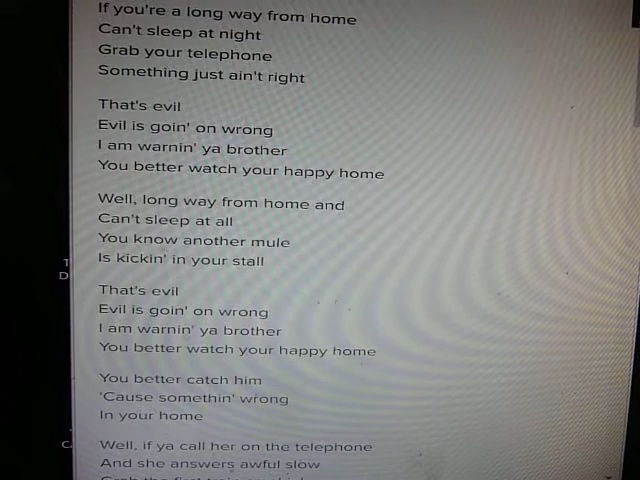 If you're a long way from home
Can't sleep at night
Grab your telephone
Something just ain't right
That's evil
Evil is goin' on wrong
I am warnin' ya brother
You better watch your happy home
Well, long way from home and
Can't sleep at all
You know another mule
Is kickin' in your stall
That's evil
Evil is goin' on wrong
I am warnin' ya brother
You better watch your happy home
You better catch him
'Cause somethin' wrong
In your home
Well, if ya call her on the telephone
And she answers awful slow